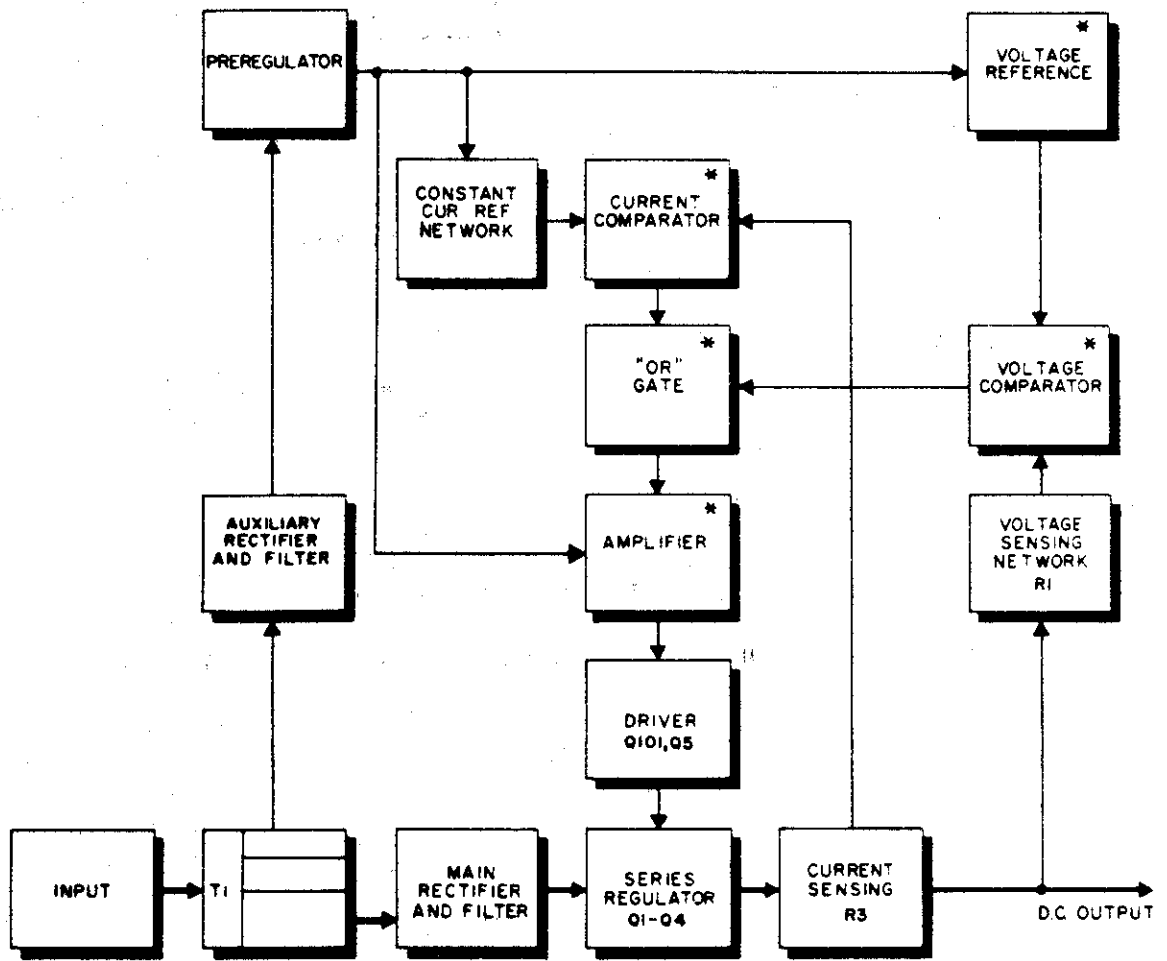 PREREGULATOR
*
VOLTAGE
REFERENCE
CONSTANT
CUR REF
NETWORK
*
CURRENT
COMPARATOR
*
"OR"
GATE
*
VOLTAGE
COMPARATOR
AUXILIARY
RECTIFIER
AND FILTER
*
AMPLIFIER
VOLTAGE
SENSING
NETWORK
R1
DRIVER
Q101,Q5
INPUT
T1
MAIN
RECTIFIER
AND FILTER
SERIES
REGULATOR
Q1-Q4
CURRENT
SENSING
R3
D.C. OUTPUT